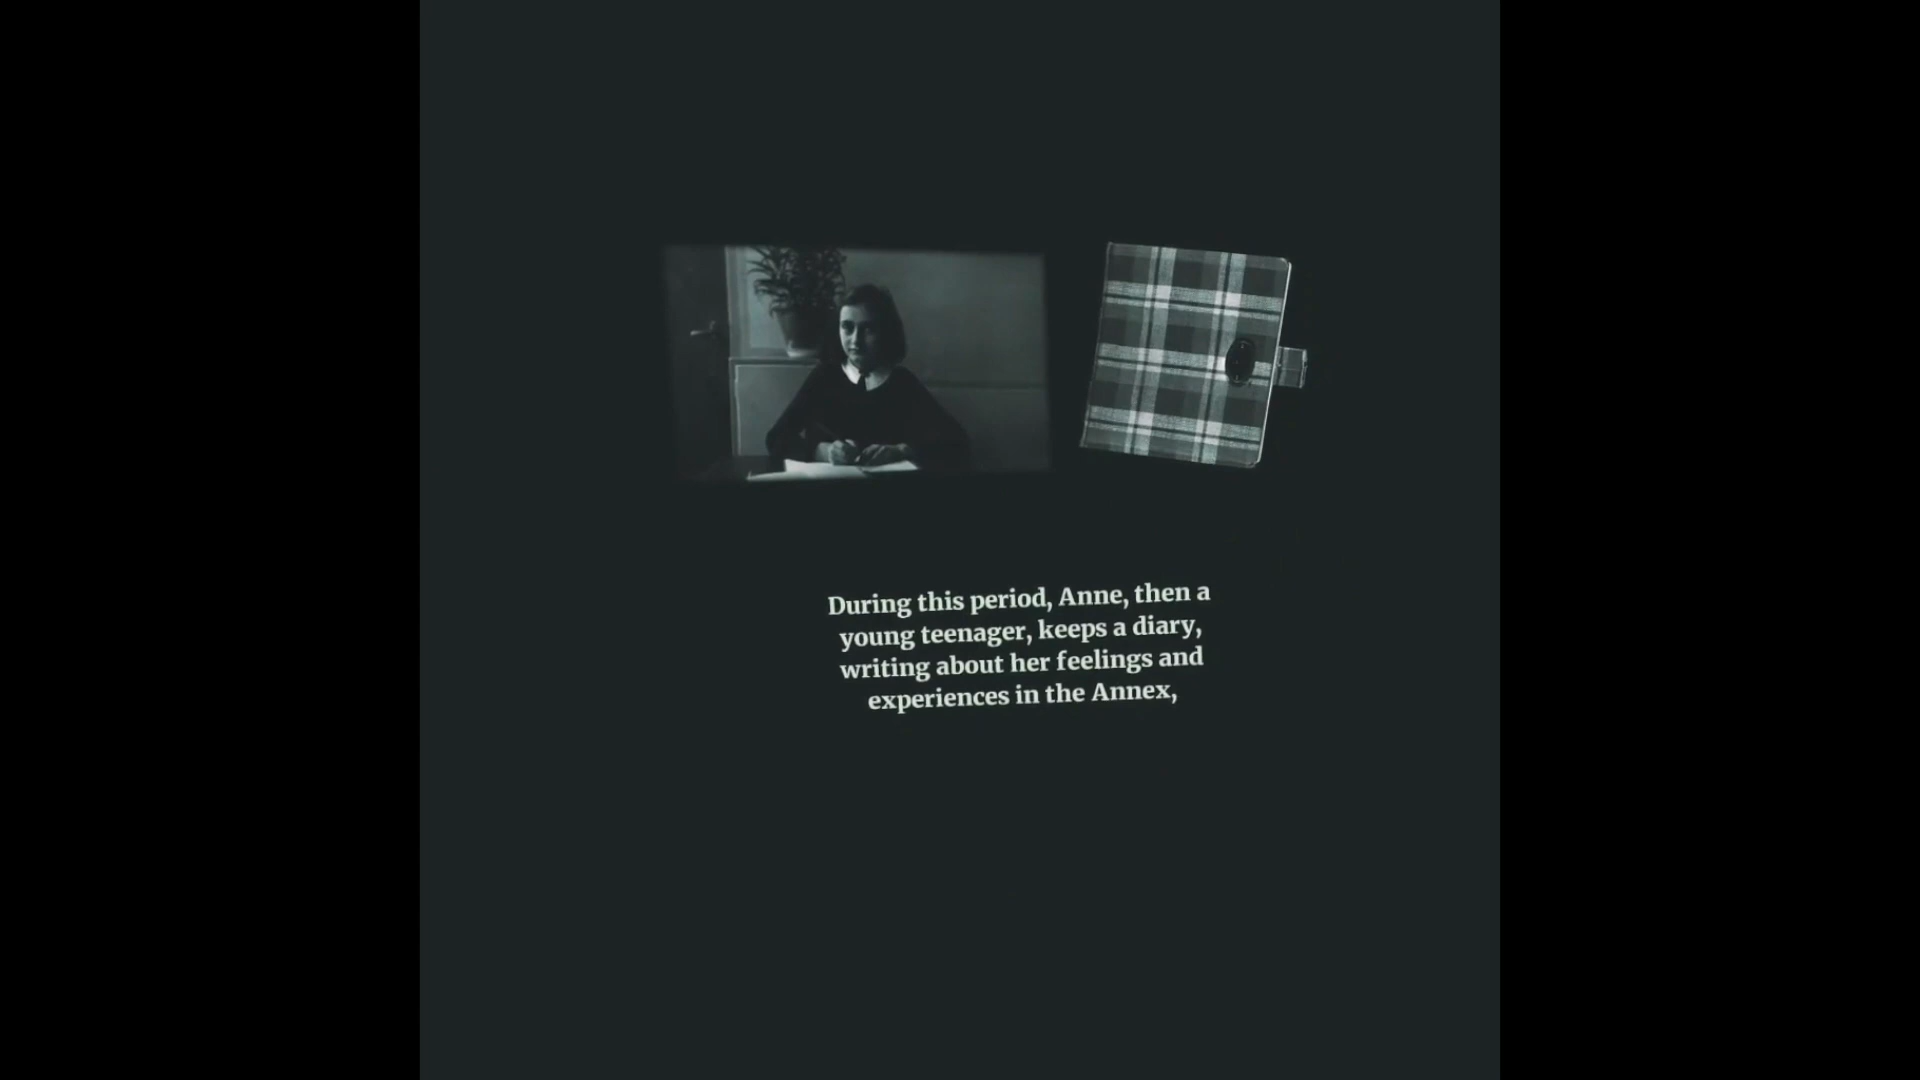 During this period, Anne, then a
young teenager, keeps a diary,
writing about her feelings and
experiences in the Annex,